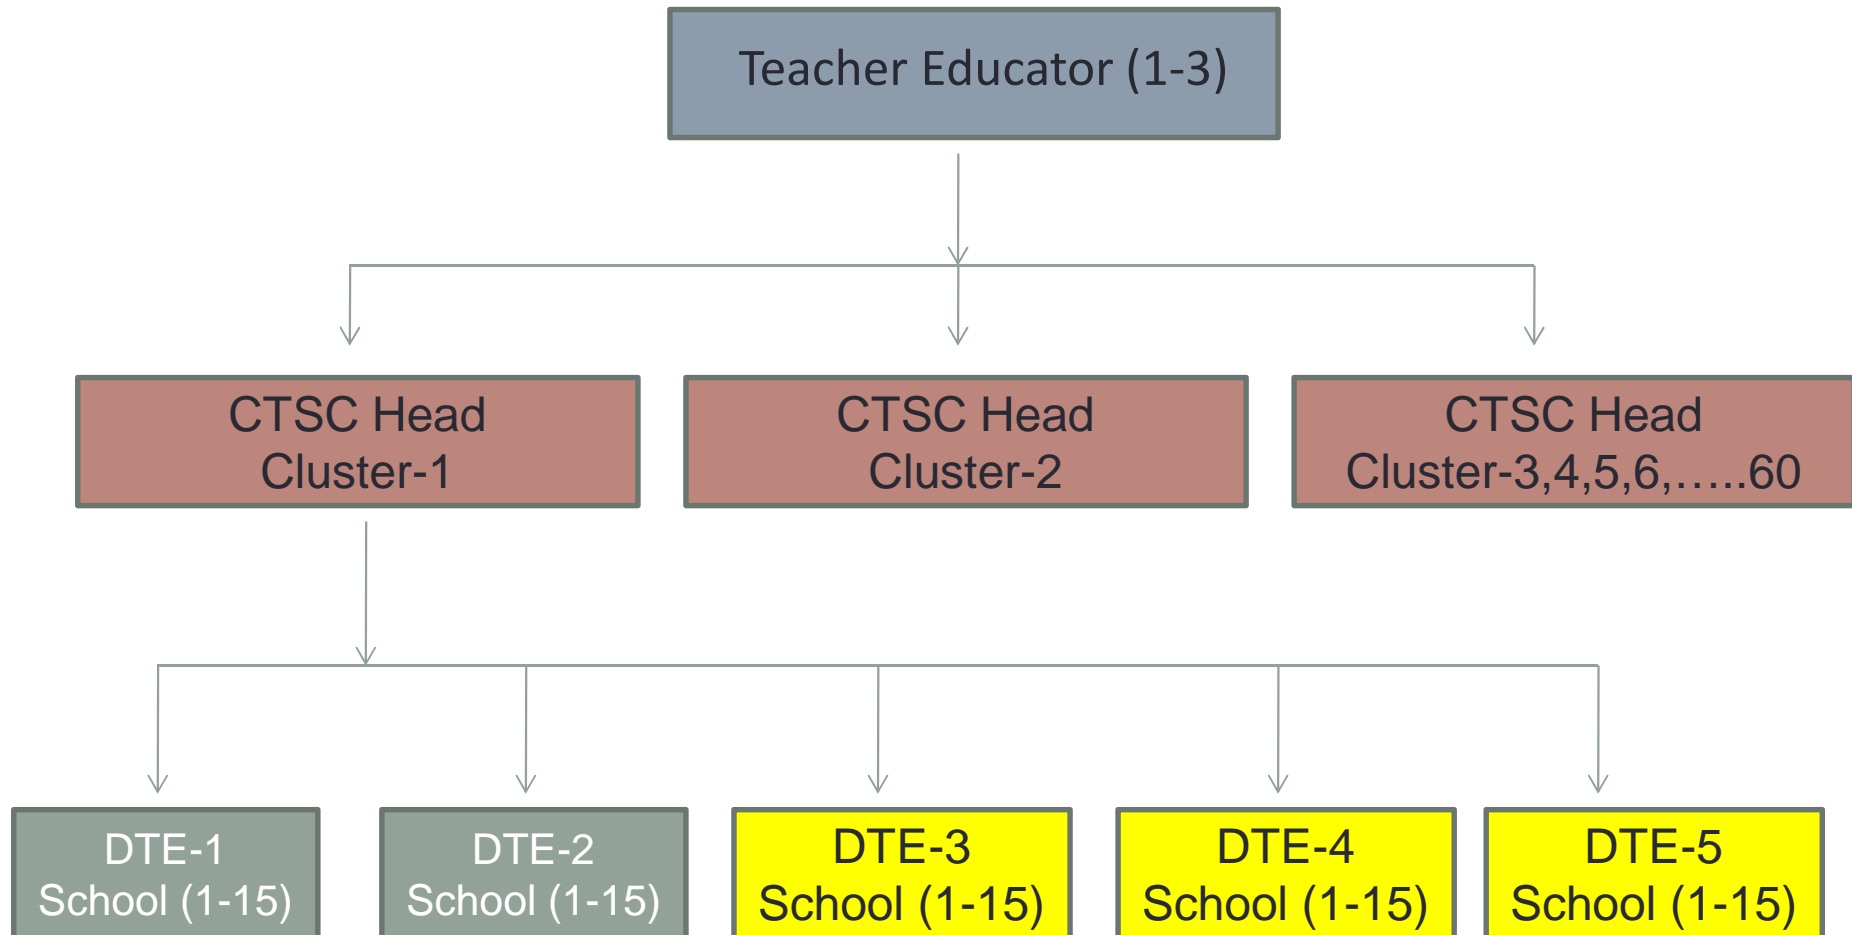 Teacher Educator (1-3)
CTSC Head
Cluster-1
CTSC Head
Cluster-2
CTSC Head
Cluster-3,4,5,6,…..60
DTE-1
School (1-15)
DTE-2
School (1-15)
DTE-3
School (1-15)
DTE-4
School (1-15)
DTE-5
School (1-15)